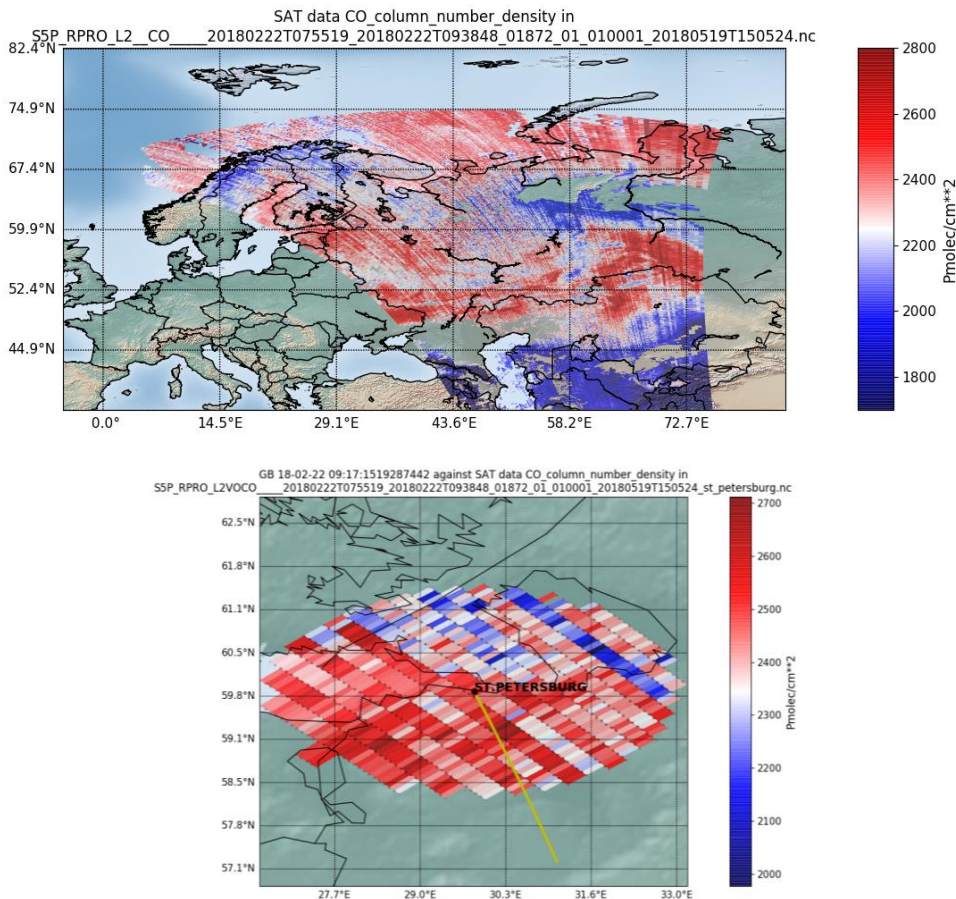 SAT data CO_column_number_density in
S5P_RPRO_L2__CO_____20180222T075519_20180222T093848_01872_01_010001_20180519T150524.nc
82.4°N
74.9°N
67.4°N
59.9°N
52.4°N
44.9°N
0.0°
14.5°E
29.1°E
43.6°E
58.2°E
72.7°E
2800
2600
2400
2200
2000
1800
Pmolec/cm**2
GB 18-02-22 09:17:1519287442 against SAT data CO_column_number_density in
S5P_RPRO_L2VOCO____20180222T075519_20180222T093848_01872_01_010001_20180519T150524_st_petersburg.nc
62.5°N
61.8°N
61.1°N
60.5°N
59.8°N
59.1°N
58.5°N
57.8°N
57.1°N
ST.PETERSBURG
27.7°E
29.0°E
30.3°E
31.6°E
33.0°E
2700
2600
2500
2400
2300
2200
2100
2000
Pmolec/cm**2